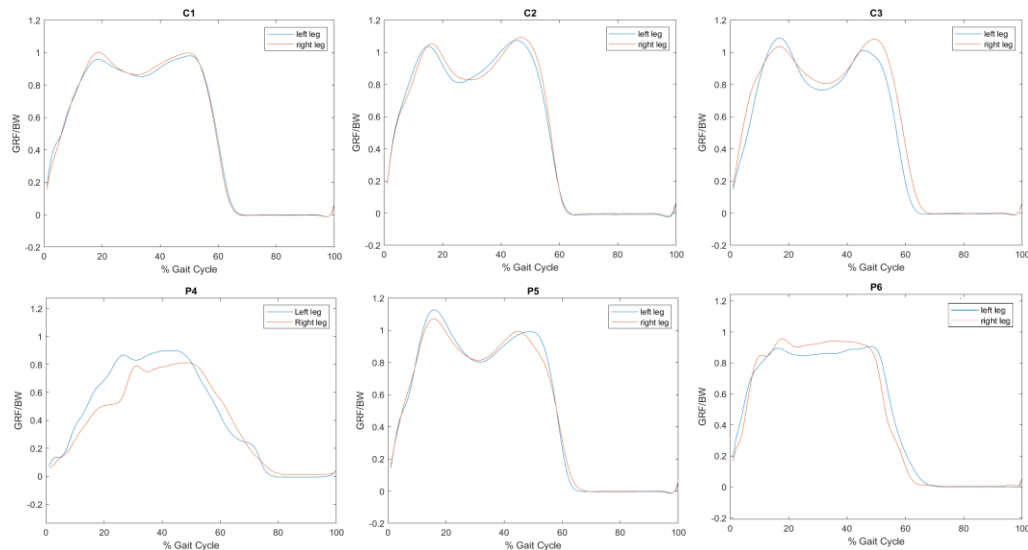 C1
1.2
1
0.8
0.6
0.4
0.2
0
-0.2
GRF/BW
0 20 40 60 80 100
% Gait Cycle
left leg
right leg
C2
1.2
1
0.8
0.6
0.4
0.2
0
-0.2
GRF/BW
0 20 40 60 80 100
% Gait Cycle
left leg
right leg
C3
1.2
1
0.8
0.6
0.4
0.2
0
-0.2
GRF/BW
0 20 40 60 80 100
% Gait Cycle
left leg
right leg
P4
1.2
1
0.8
0.6
0.4
0.2
0
-0.2
GRF/BW
0 20 40 60 80 100
% Gait Cycle
Left leg
Right leg
P5
1.2
1
0.8
0.6
0.4
0.2
0
-0.2
GRF/BW
0 20 40 60 80 100
% Gait Cycle
left leg
right leg
P6
1.2
1
0.8
0.6
0.4
0.2
0
-0.2
GRF/BW
0 20 40 60 80 100
% Gait Cycle
left leg
right leg